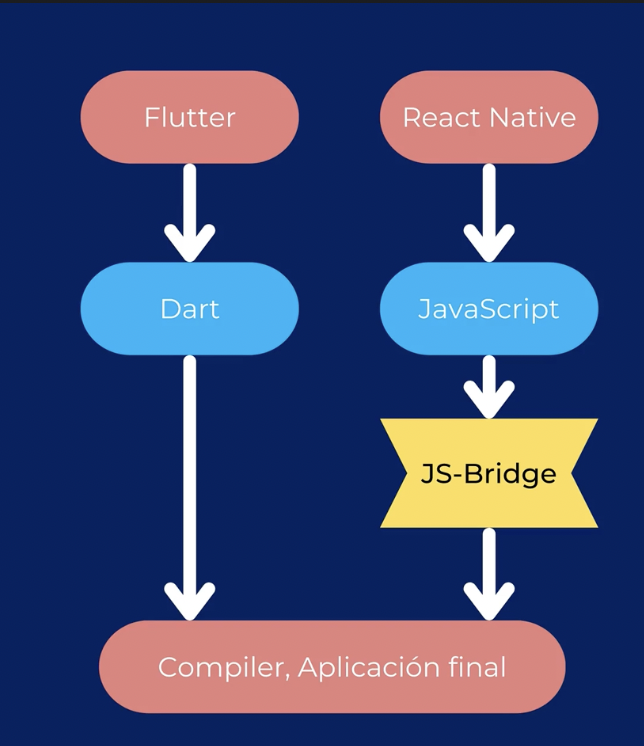 Flutter
React Native
Dart
JavaScript
JS-Bridge
Compiler, Aplicación final